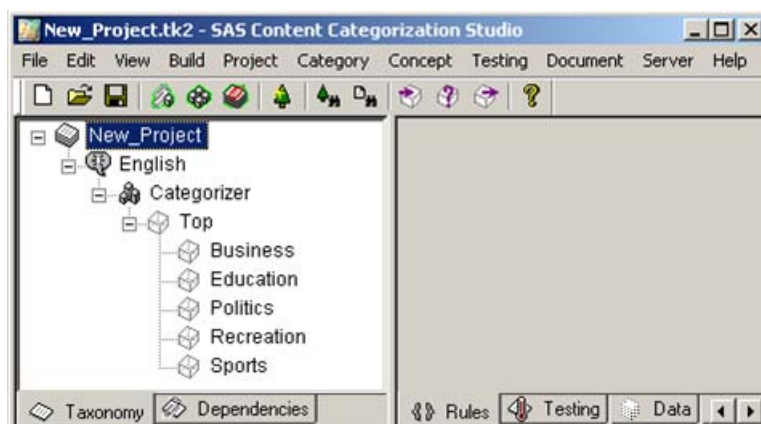 New_Project.tk2 - SAS Content Categorization Studio
File Edit View Build Project Category Concept Testing Document Server Help
New_Project
English
Categorizer
Top
Business
Education
Politics
Recreation
Sports
Taxonomy Dependencies Rules Testing Data